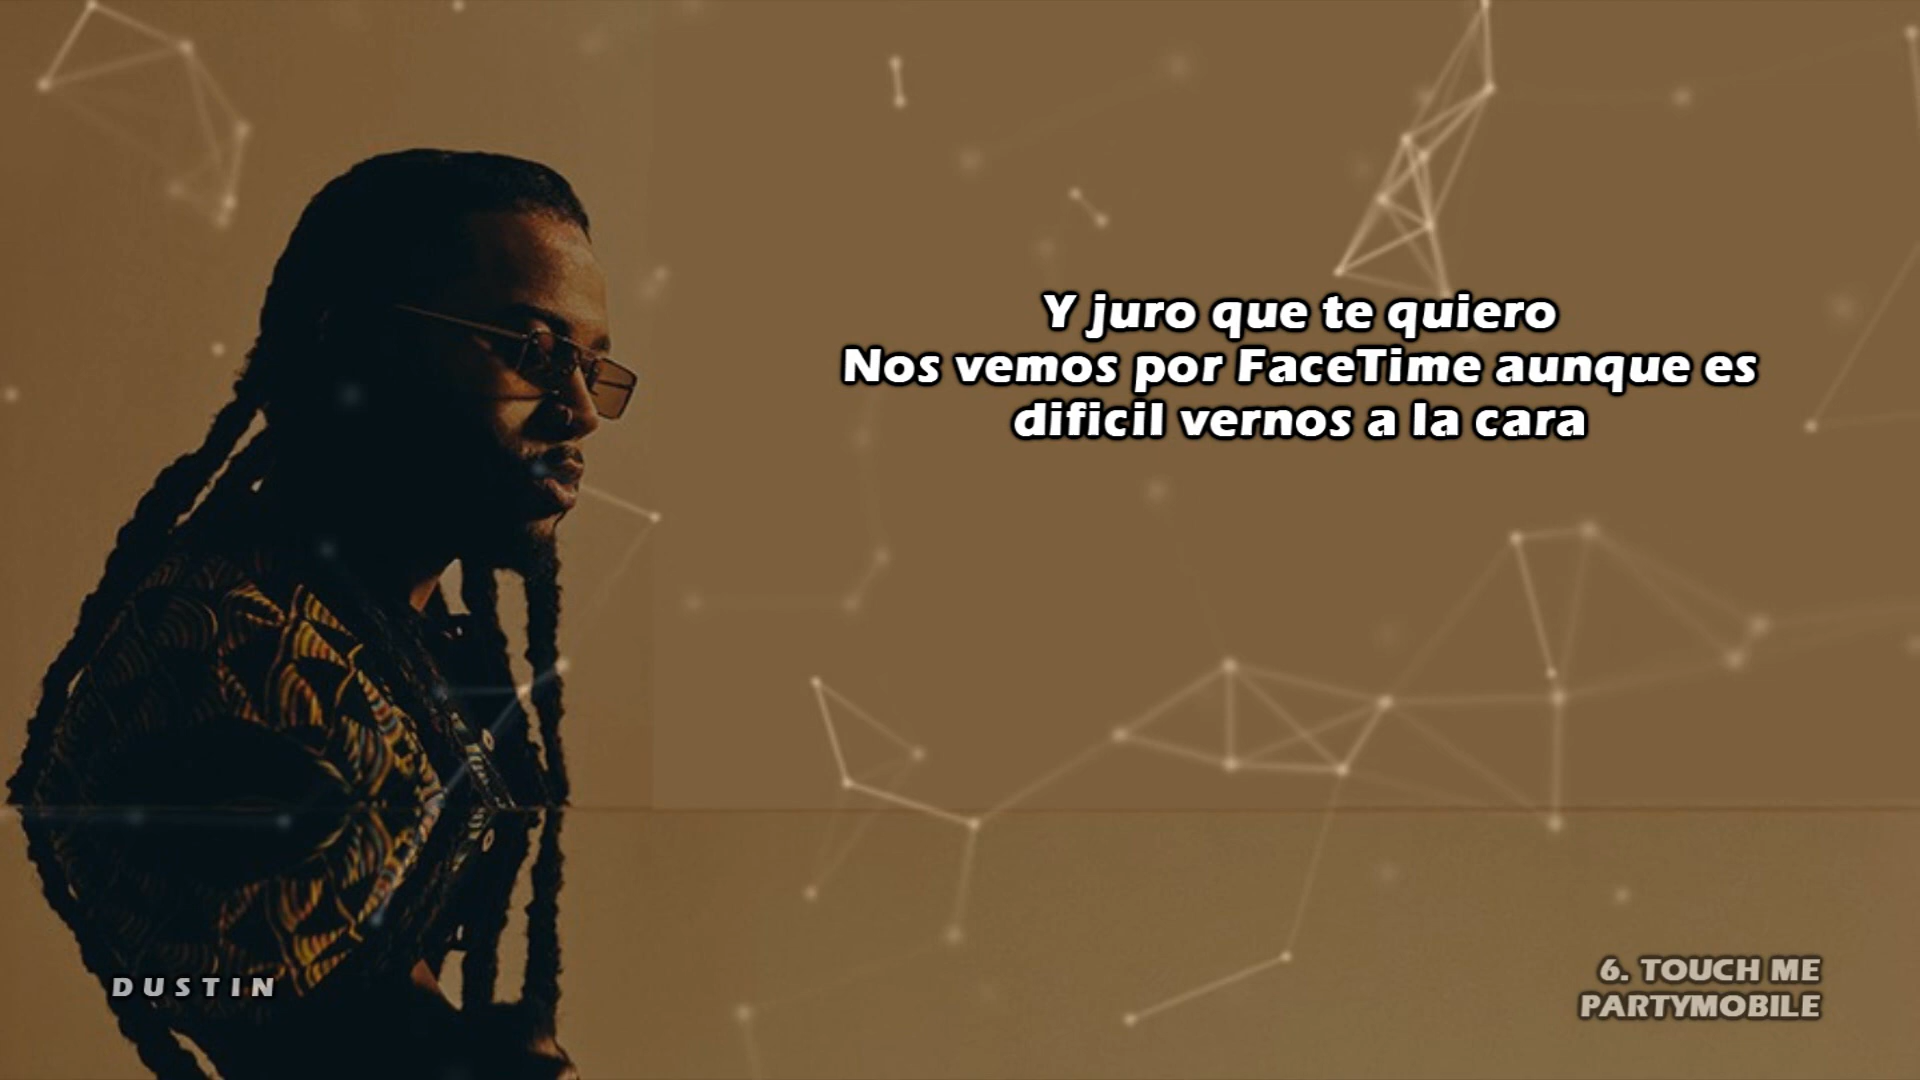 Y juro que te quiero
Nos vemos por FaceTime aunque es
dificil vernos a la cara
DUSTIN
6. TOUCH ME
PARTYMOBILE